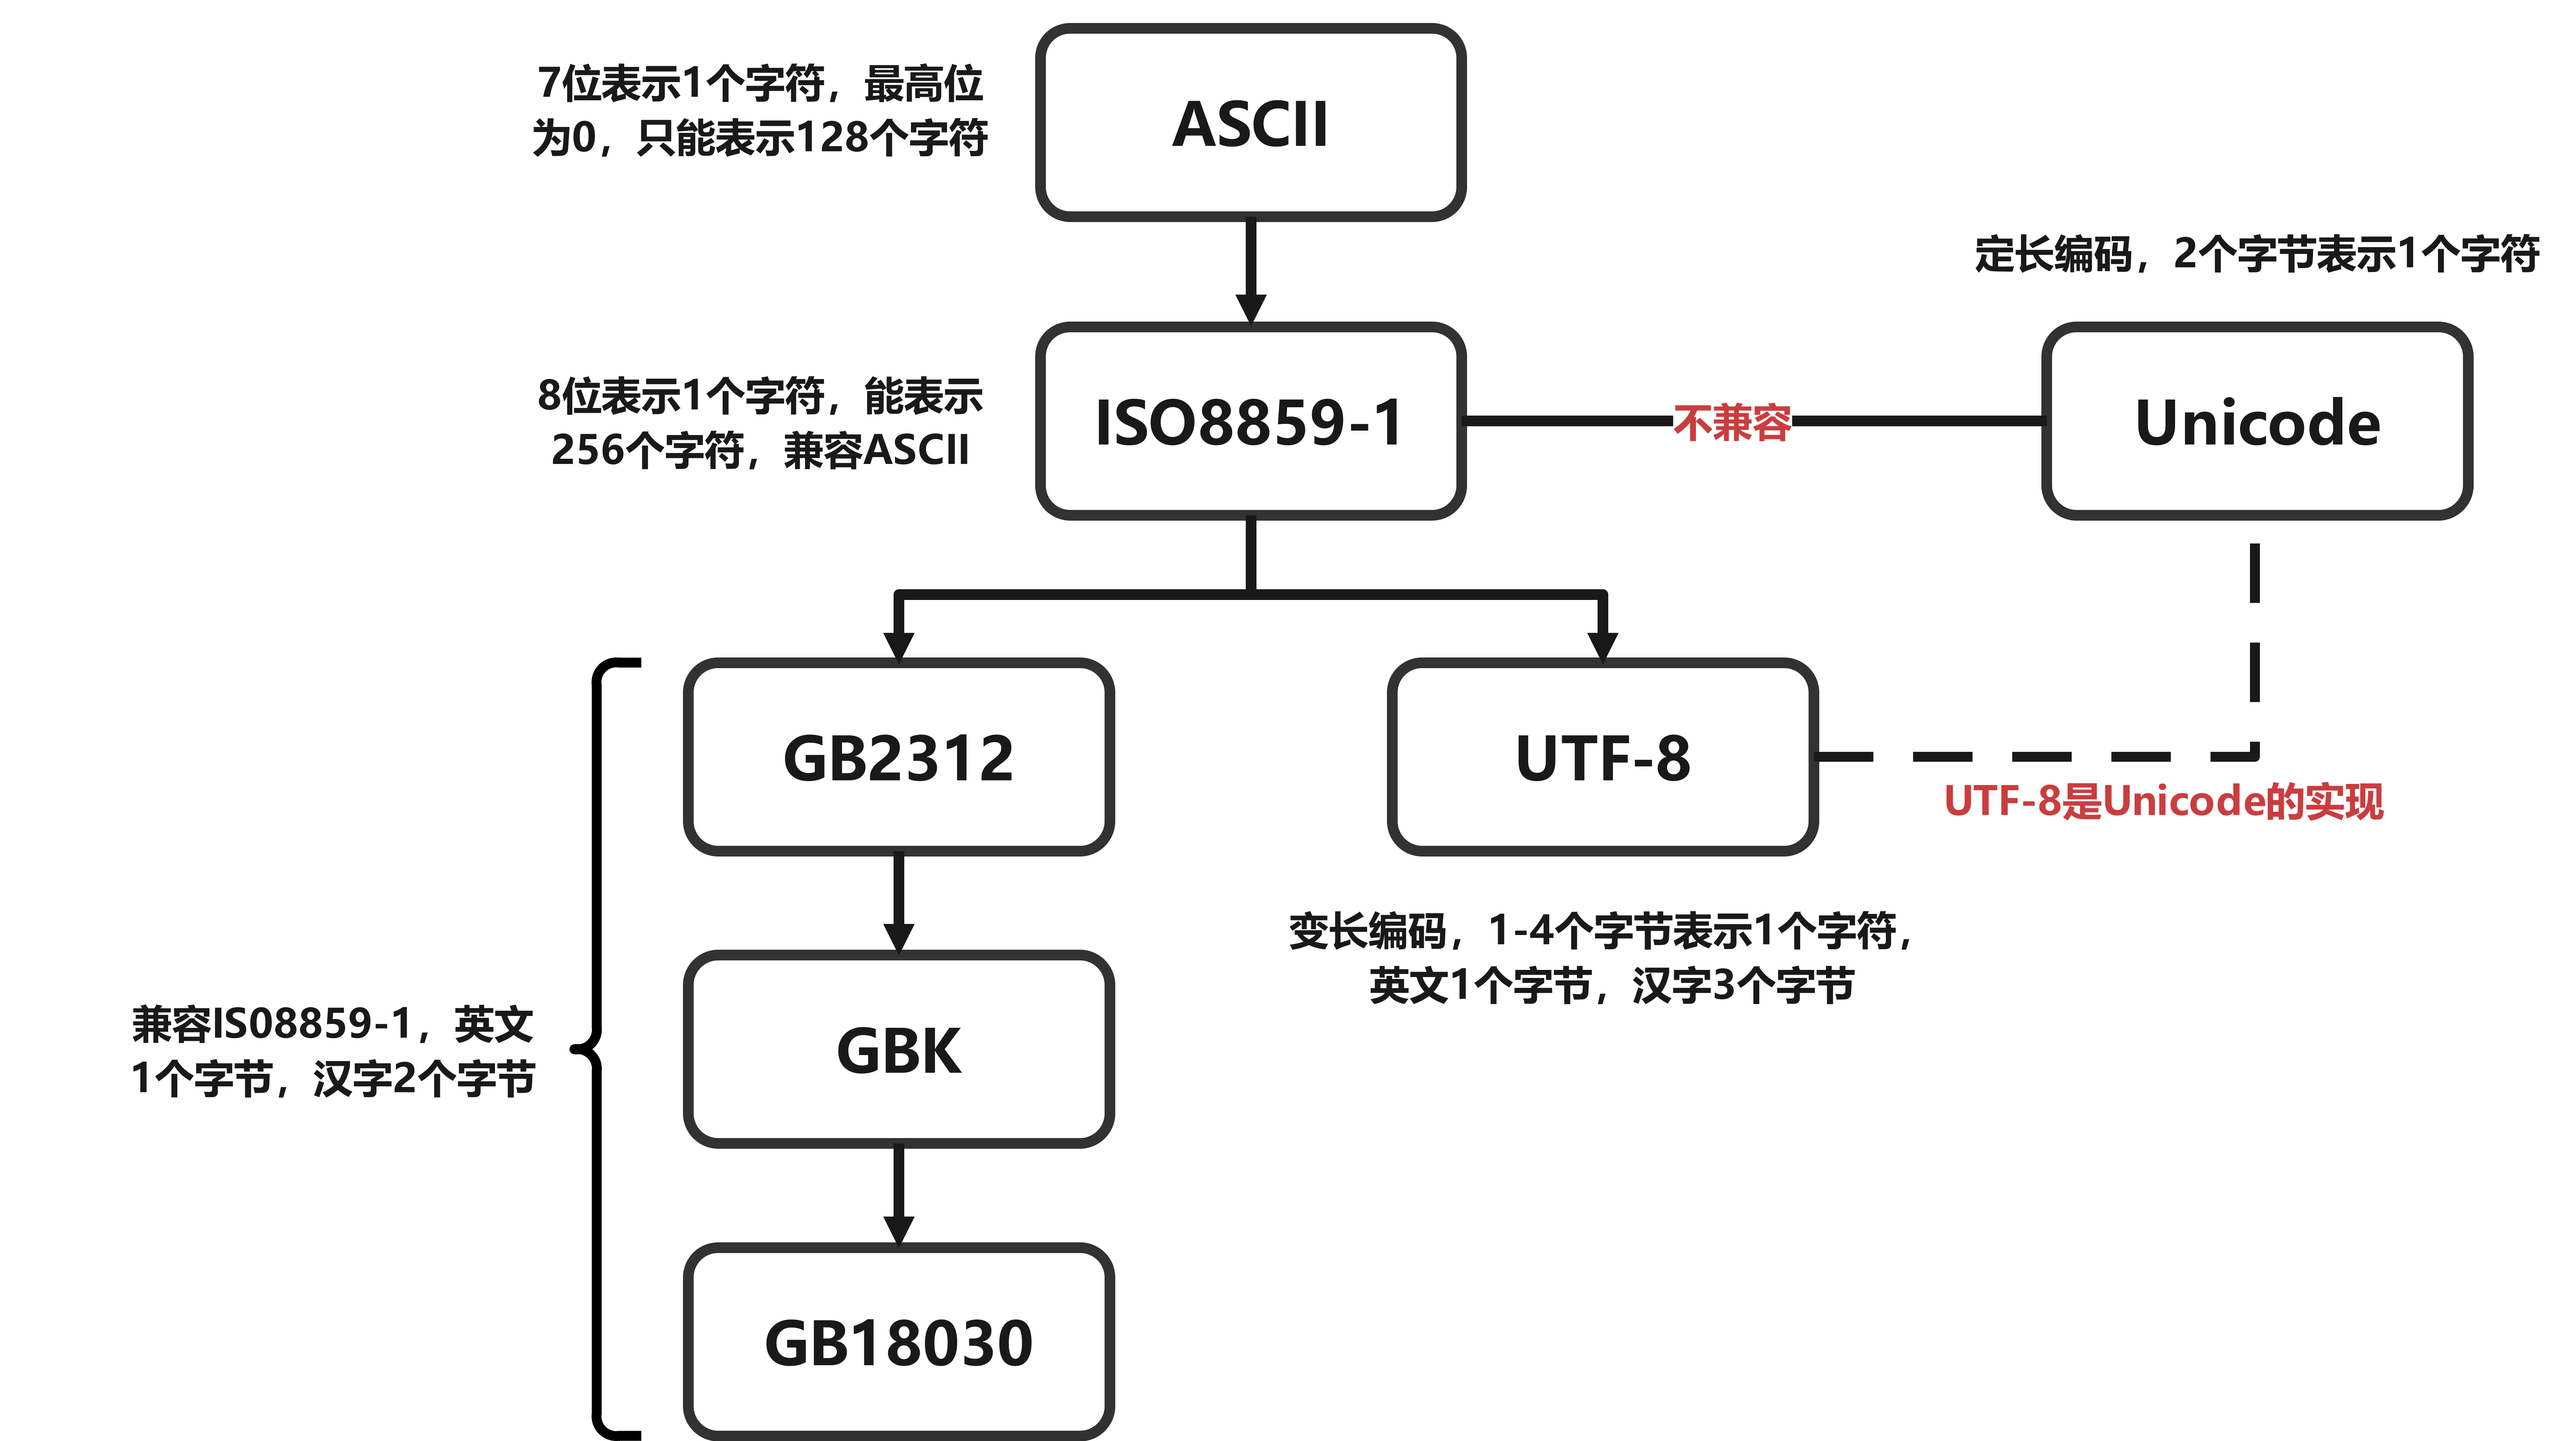 7位表示1个字符，最高位
为0，只能表示128个字符
ASCII
定长编码，2个字节表示1个字符
8位表示1个字符，能表示
256个字符，兼容ASCII
ISO8859-1
不兼容
Unicode
GB2312
UTF-8
UTF-8是Unicode的实现
变长编码，1-4个字节表示1个字符，
英文1个字节，汉字3个字节
兼容IS08859-1，英文
1个字节，汉字2个字节
GBK
GB18030